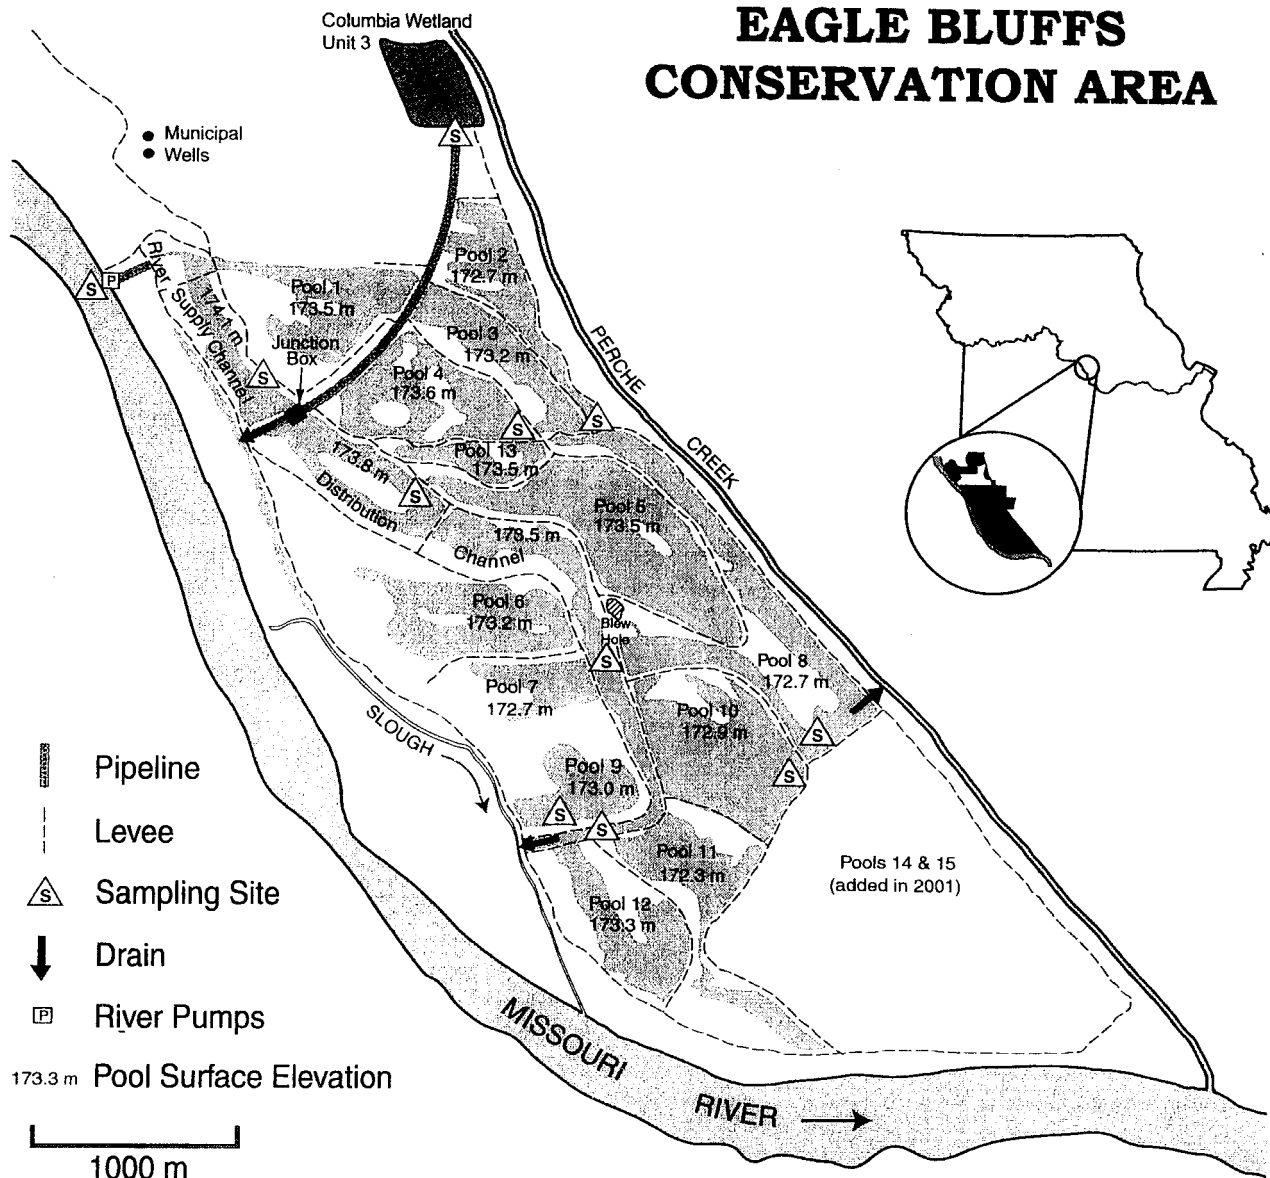 EAGLE BLUFFS
CONSERVATION AREA
Columbia Wetland
Unit 3
Municipal
Wells
S
P
S
River Supply Channel
174.1 m
Pool 1
173.5 m
Junction
Box
S
Pool 2
172.7 m
Pool 3
173.2 m
Pool 4
173.6 m
S
S
PERCHE
CREEK
Pool 13
173.5 m
173.8 m
S
Distribution
Channel
173.5 m
Pool 5
173.5 m
Pool 6
173.2 m
Blew
Hole
S
Pool 7
172.7 m
Pool 8
172.7 m
S
Pool 10
172.9 m
S
SLOUGH
Pool 9
173.0 m
S
S
Pool 11
172.3 m
Pool 12
173.3 m
Pools 14 & 15
(added in 2001)
MISSOURI
RIVER
Pipeline
Levee
S Sampling Site
Drain
P River Pumps
173.3 m Pool Surface Elevation
1000 m